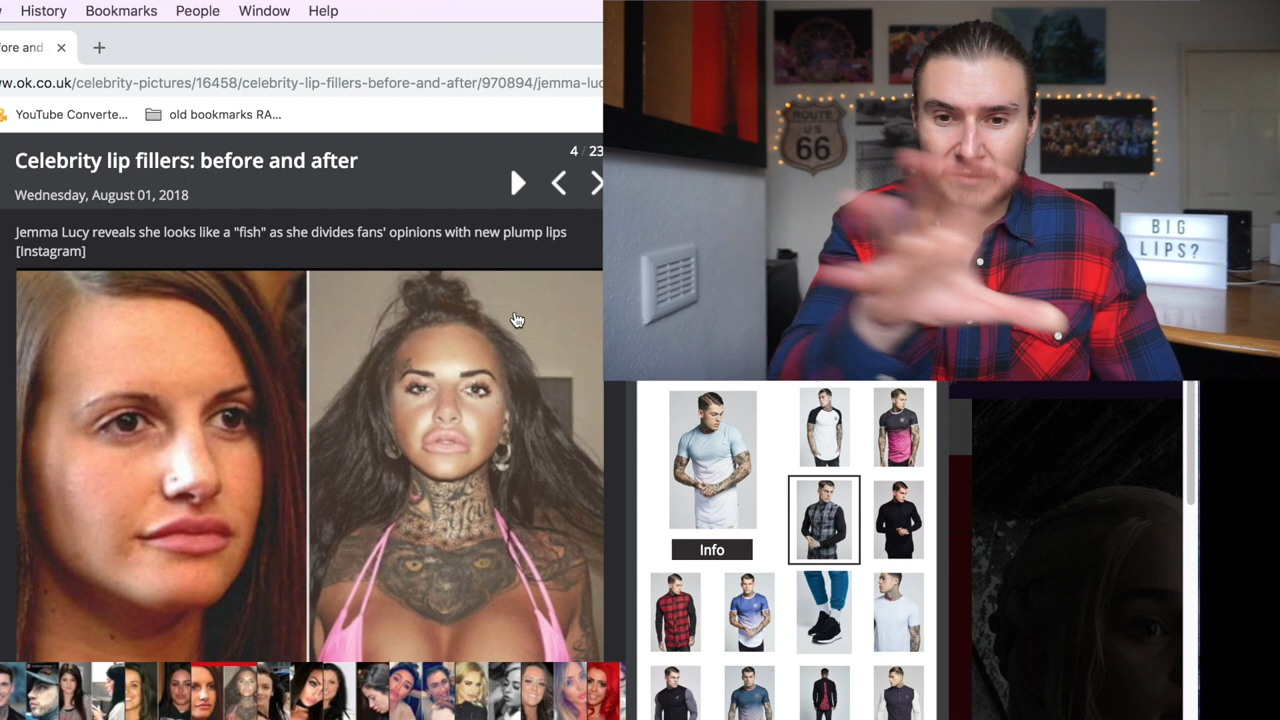 History Bookmarks People Window Help
ore and
w.ok.co.uk/celebrity-pictures/16458/celebrity-lip-fillers-before-and-after/970894/jemma-luc
YouTube Converte... old bookmarks RA...
Celebrity lip fillers: before and after
4 / 23
Wednesday, August 01, 2018
Jemma Lucy reveals she looks like a "fish" as she divides fans' opinions with new plump lips
[Instagram]
ROUTE
US
66
BIG
LIPS?
Info